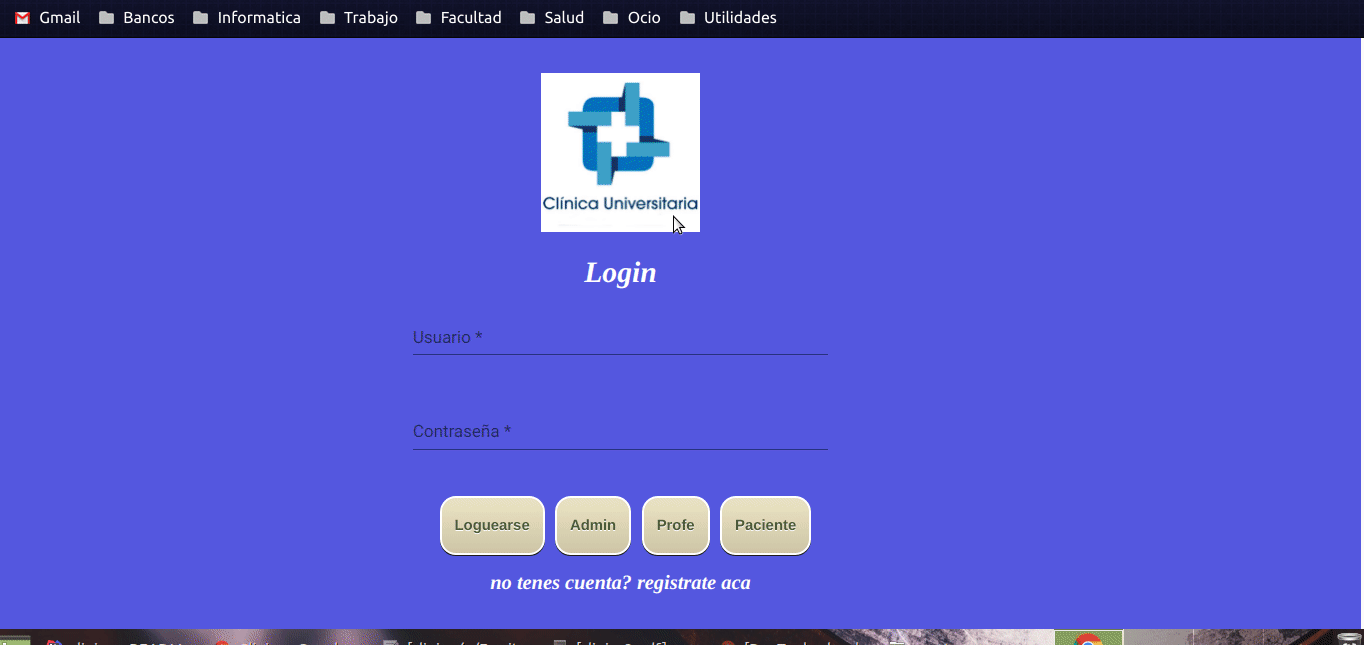 Gmail Bancos Informatica Trabajo Facultad Salud Ocio Utilidades
Clínica Universitaria
Login
Usuario *
Contraseña *
Loguearse Admin Profe Paciente
no tenes cuenta? registrate aca